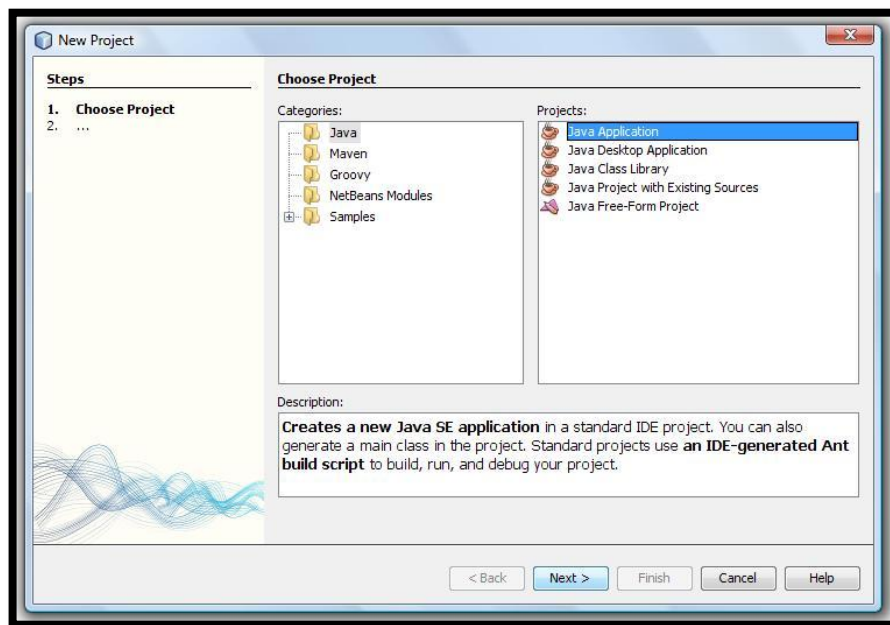 New Project
Steps
1. Choose Project
2. ...
Choose Project
Categories:
Java
Maven
Groovy
NetBeans Modules
Samples
Projects:
Java Application
Java Desktop Application
Java Class Library
Java Project with Existing Sources
Java Free-Form Project
Description:
Creates a new Java SE application in a standard IDE project. You can also
generate a main class in the project. Standard projects use an IDE-generated Ant
build script to build, run, and debug your project.
< Back
Next >
Finish
Cancel
Help